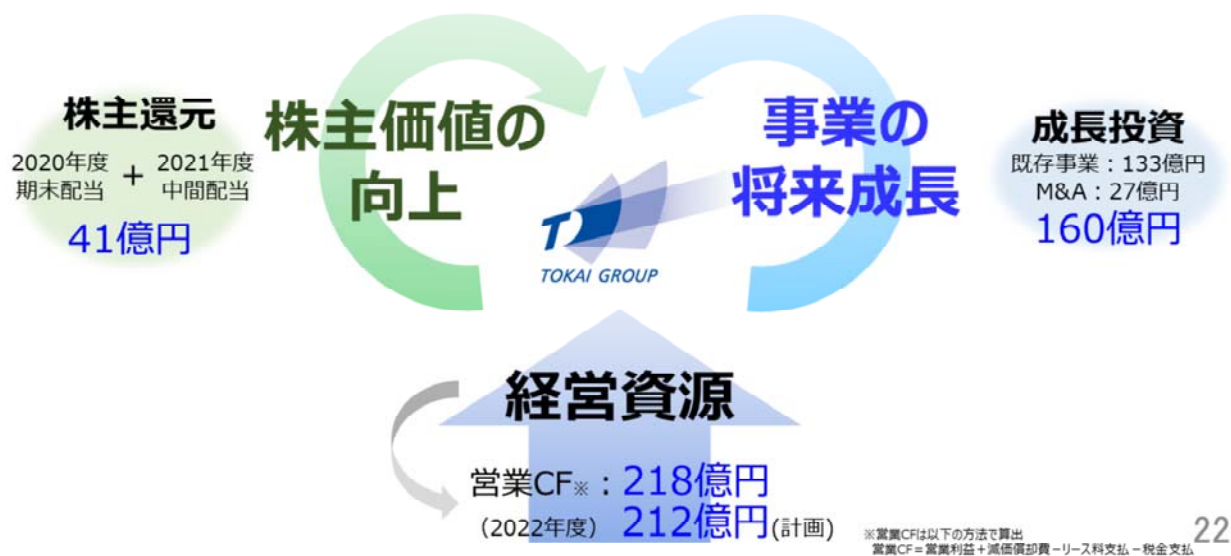 株主還元
2020年度
期末配当
+
2021年度
中間配当
41億円
株主価値の
向上
事業の
将来成長
成長投資
既存事業：133億円
M&A：27億円
160億円
T
TOKAI GROUP
経営資源
営業CF※：218億円
（2022年度） 212億円(計画)
※営業CFは以下の方法で算出
営業CF=営業利益+減価償却費-リース料支払-税金支払
22